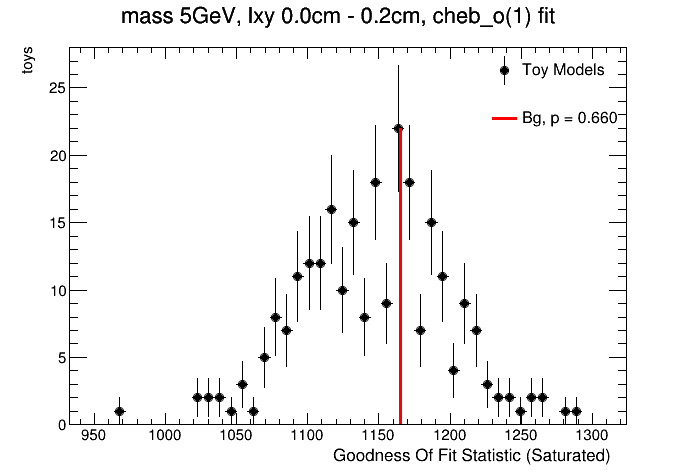 mass 5GeV, lxy 0.0cm - 0.2cm, cheb_o(1) fit
toys
Toy Models
Bg, p = 0.660
25
20
15
10
5
0
950 1000 1050 1100 1150 1200 1250 1300
Goodness Of Fit Statistic (Saturated)